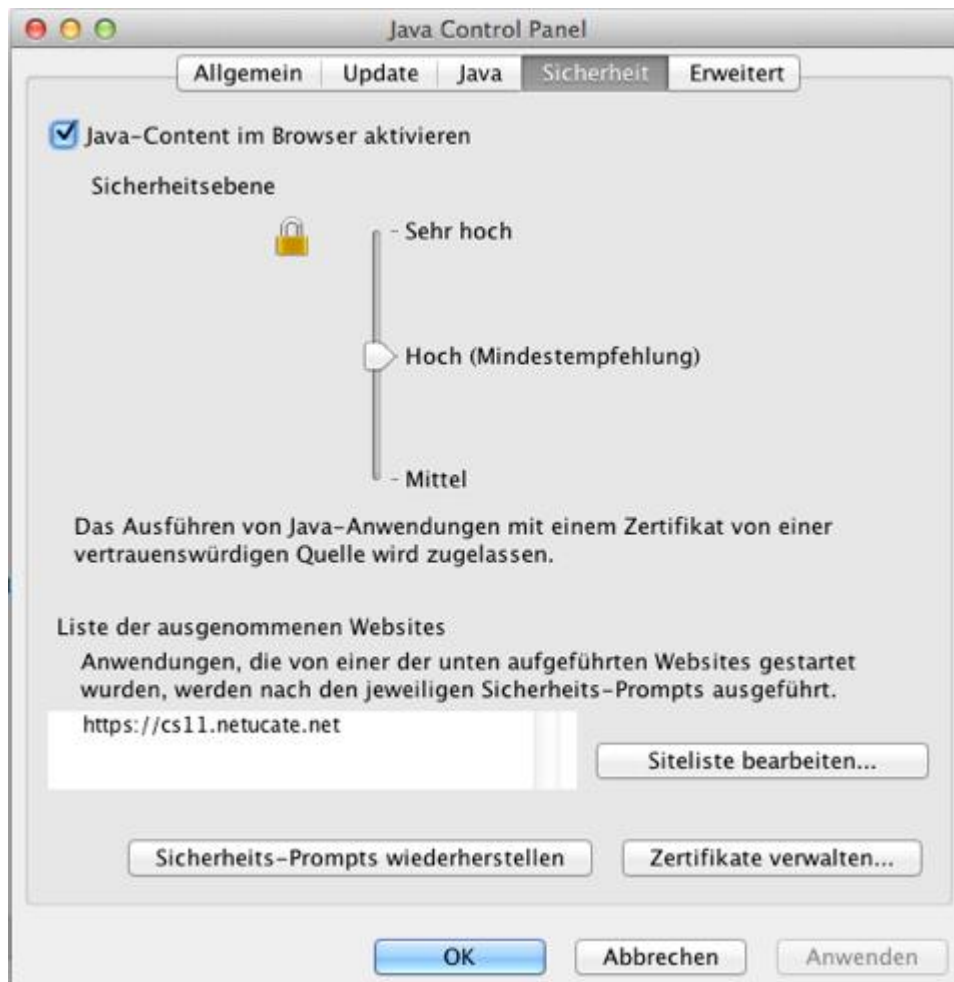 Java Control Panel
Allgemein Update Java Sicherheit Erweitert
Java-Content im Browser aktivieren
Sicherheitsebene
- Sehr hoch
Hoch (Mindestempfehlung)
- Mittel
Das Ausführen von Java-Anwendungen mit einem Zertifikat von einer
vertrauenswürdigen Quelle wird zugelassen.
Liste der ausgenommenen Websites
Anwendungen, die von einer der unten aufgeführten Websites gestartet
wurden, werden nach den jeweiligen Sicherheits-Prompts ausgeführt.
https://cs11.netucate.net
Siteliste bearbeiten...
Sicherheits-Prompts wiederherstellen Zertifikate verwalten...
OK Abbrechen Anwenden